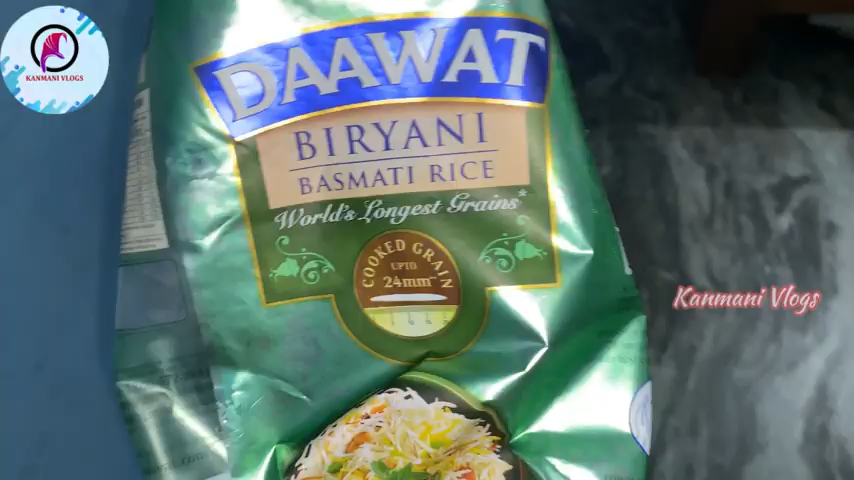 KANMANI VLOGS
DAAWAT
BIRYANI
BASMATI RICE
World's Longest Grains*
COOKED GRAIN
UPTO
24mm*
Kanmani Vlogs